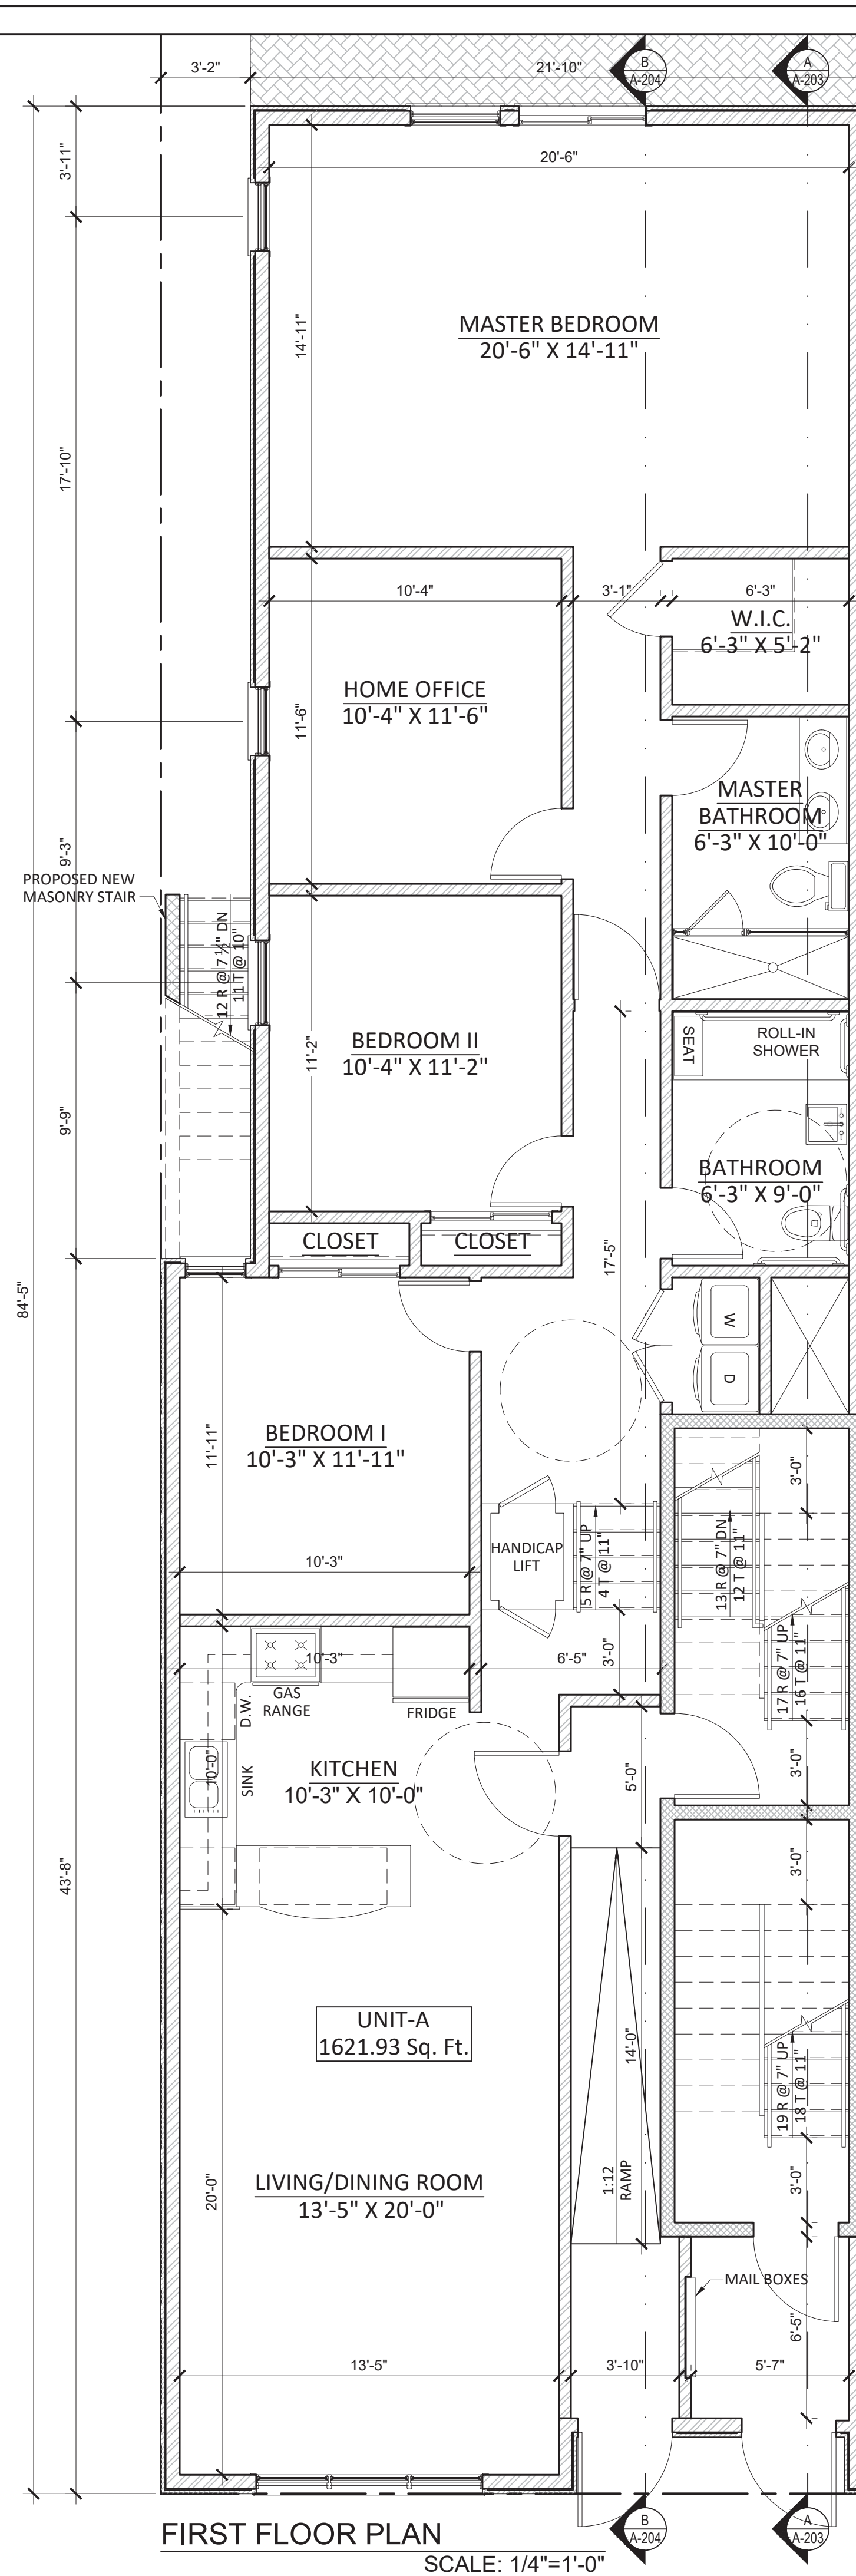 3'-2"
21'-10"
B
A-204
A
A-203
3'-11"
20'-6"
14'-11"
MASTER BEDROOM
20'-6" X 14'-11"
17'-10"
10'-4"
3'-1"
6'-3"
W.I.C.
6'-3" X 5'-2"
HOME OFFICE
10'-4" X 11'-6"
11'-6"
MASTER
BATHROOM
6'-3" X 10'-0"
9'-3"
PROPOSED NEW
MASONRY STAIR
12 R @ 7 ½" DN
11 T @ 10"
SEAT
ROLL-IN
SHOWER
BEDROOM II
10'-4" X 11'-2"
11'-2"
9'-9"
BATHROOM
6'-3" X 9'-0"
CLOSET
CLOSET
17'-5"
84'-5"
W
D
BEDROOM I
10'-3" X 11'-11"
11'-11"
3'-0"
HANDICAP
LIFT
5 R @ 7" UP
4 T @ 11"
13 R @ 7" DN
12 T @ 11"
10'-3"
17 R @ 7" UP
16 T @ 11"
10'-3"
6'-5"
3'-0"
GAS
RANGE
FRIDGE
D.W.
SINK
10'-0"
KITCHEN
10'-3" X 10'-0"
5'-0"
3'-0"
43'-8"
3'-0"
UNIT-A
1621.93 Sq. Ft.
14'-0"
19 R @ 7" UP
18 T @ 11"
LIVING/DINING ROOM
13'-5" X 20'-0"
20'-0"
1:12
RAMP
3'-0"
MAIL BOXES
6'-5"
13'-5"
3'-10"
5'-7"
FIRST FLOOR PLAN
SCALE: 1/4"=1'-0"
B
A-204
A
A-203